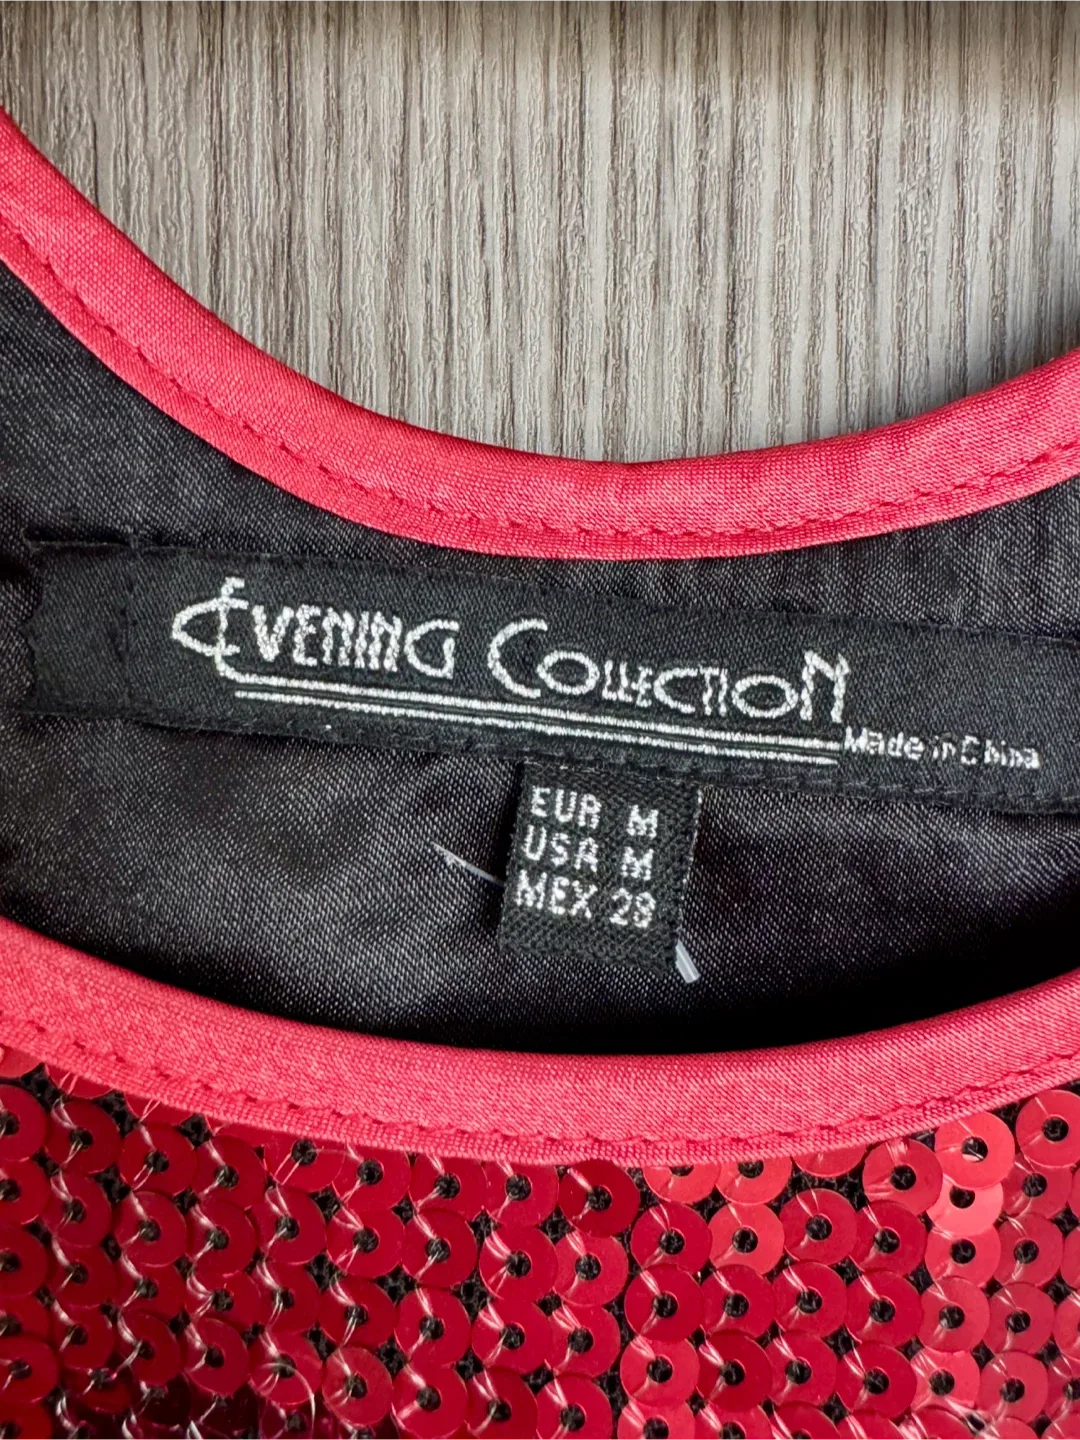 EVENING COLLECTION
Made in China
EUR M
USA M
MEX 28